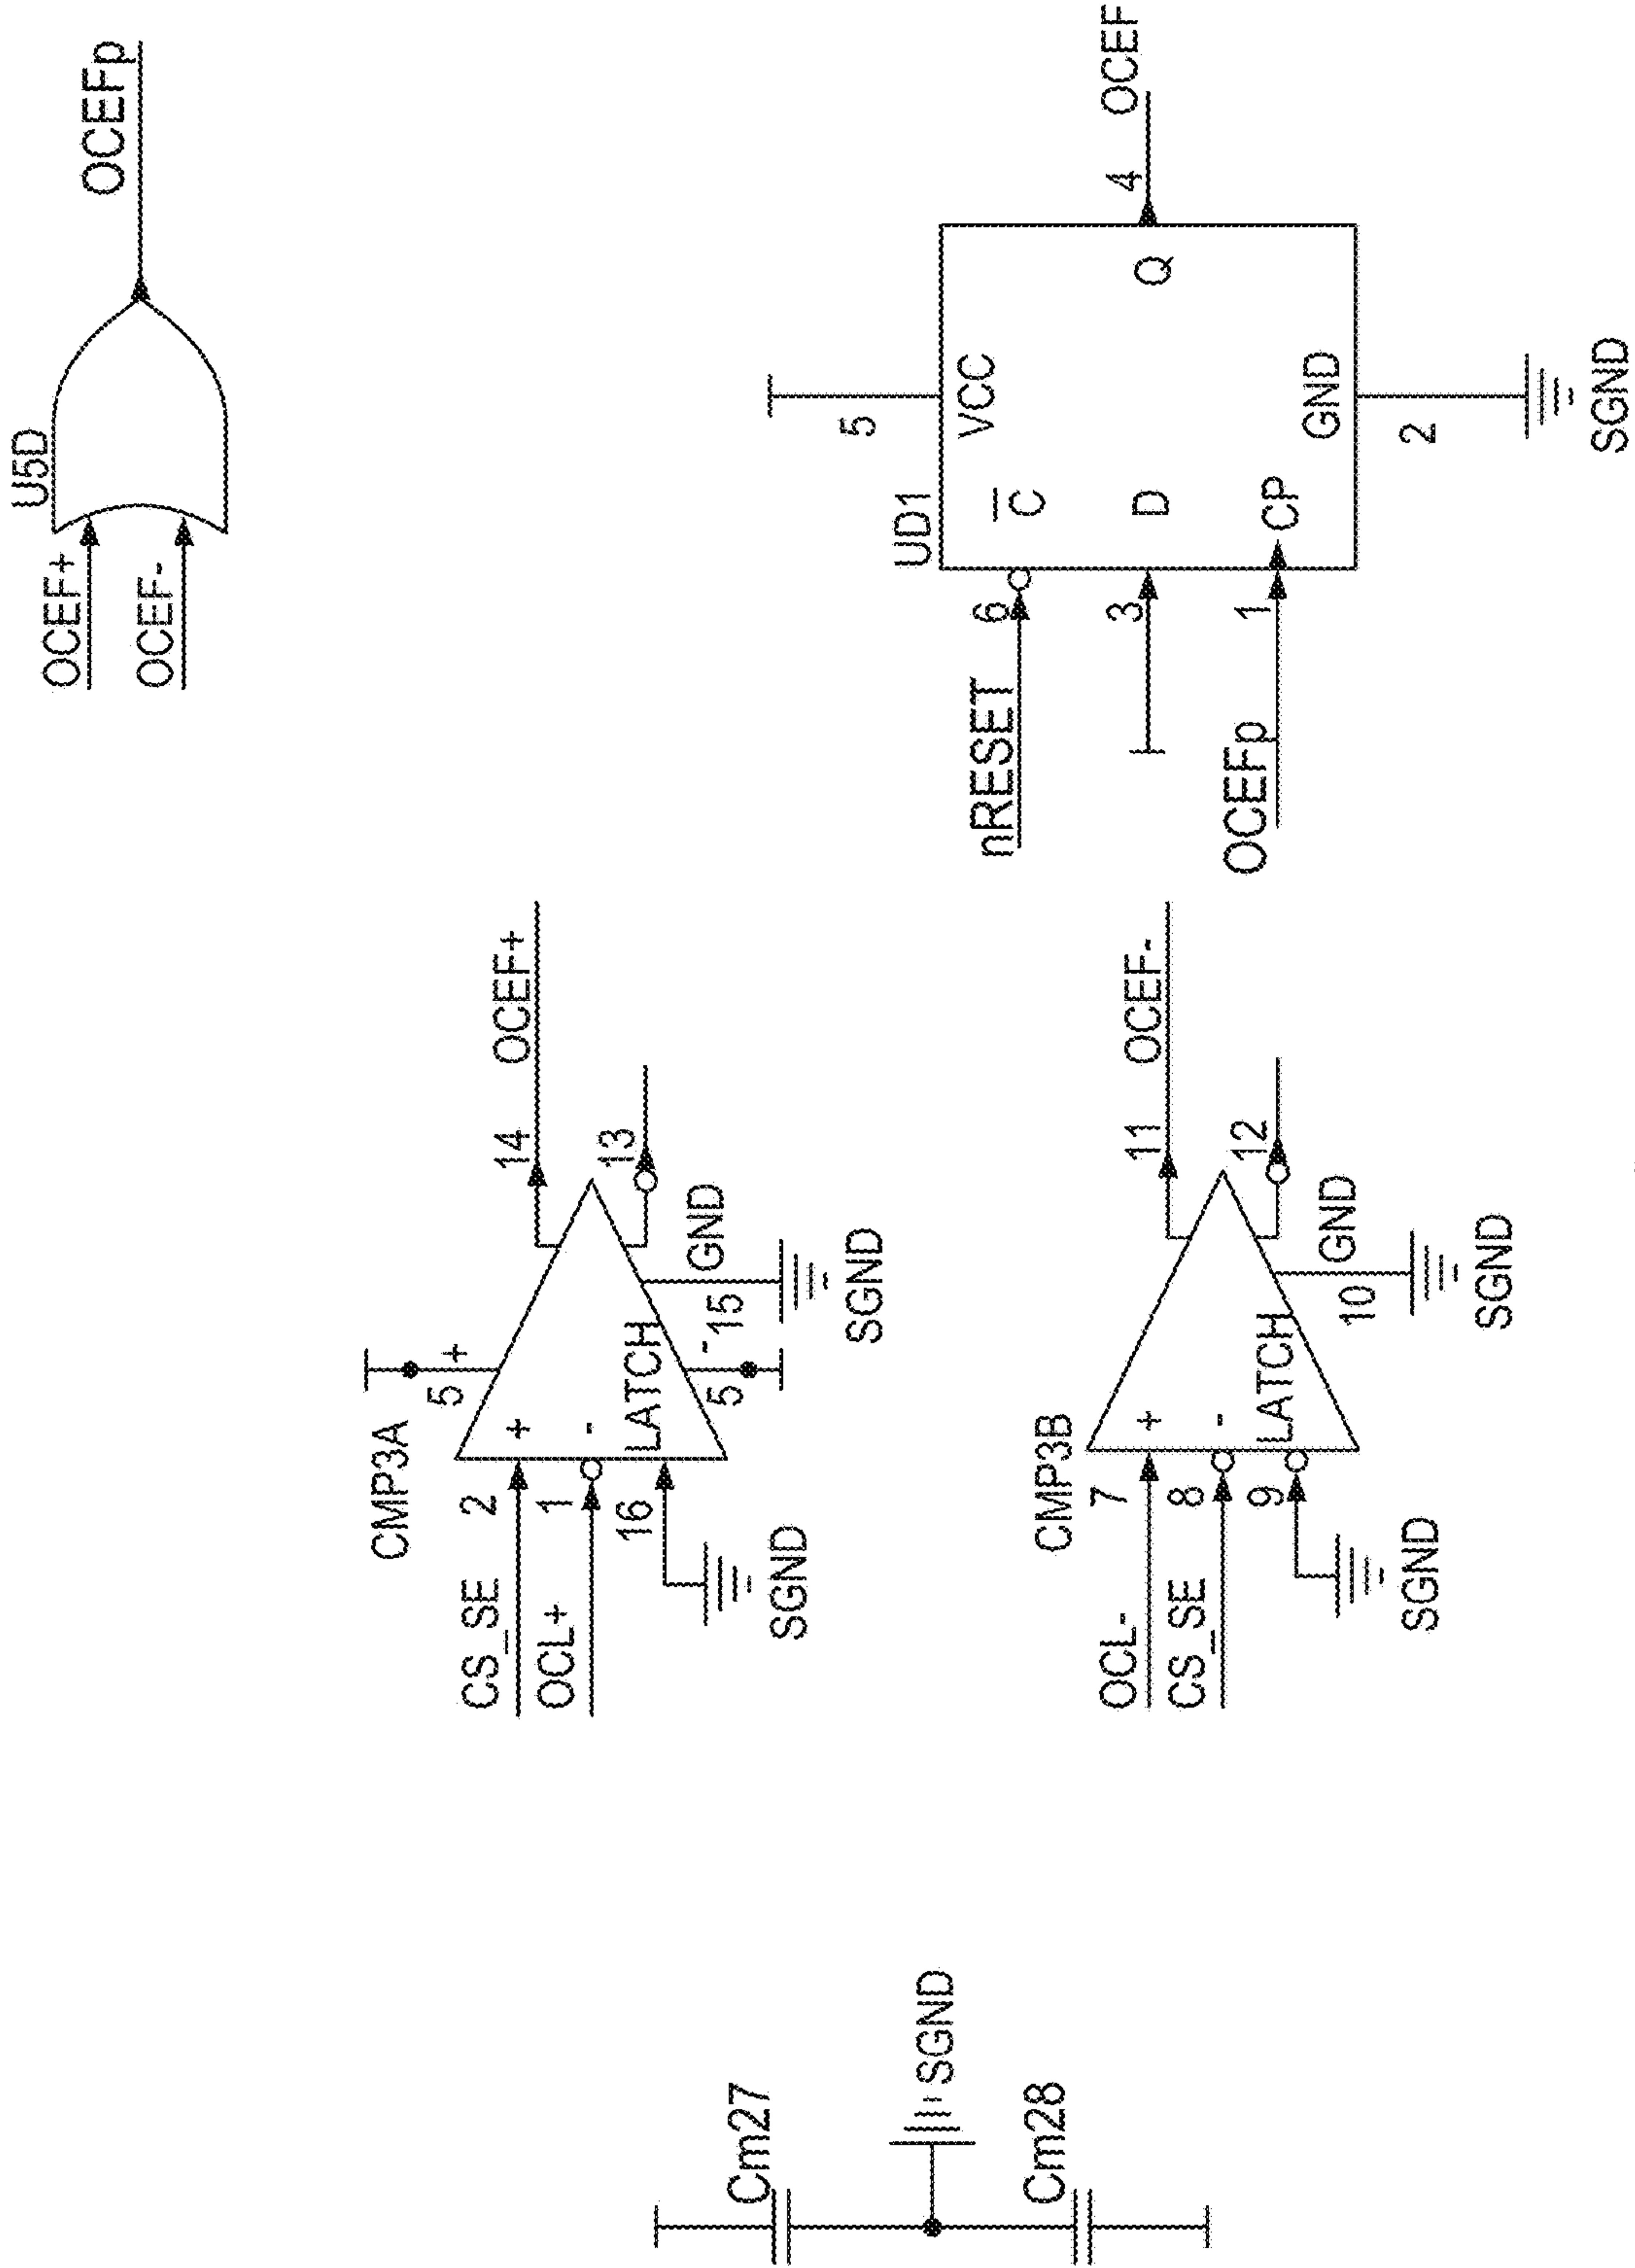 U5D
OCEF+
OCEF-
OCEFp
CMP3A
5
+
CS_SE
2
+
OCL+
1
-
16
LATCH
SGND
5
-
15
GND
SGND
14
OCEF+
13
CMP3B
OCL-
7
+
CS_SE
8
-
9
LATCH
SGND
10
GND
SGND
11
OCEF-
12
UD1
5
VCC
nRESET
6
C
3
D
OCEFp
1
CP
Q
4
OCEF
GND
2
SGND
Cm27
SGND
Cm28